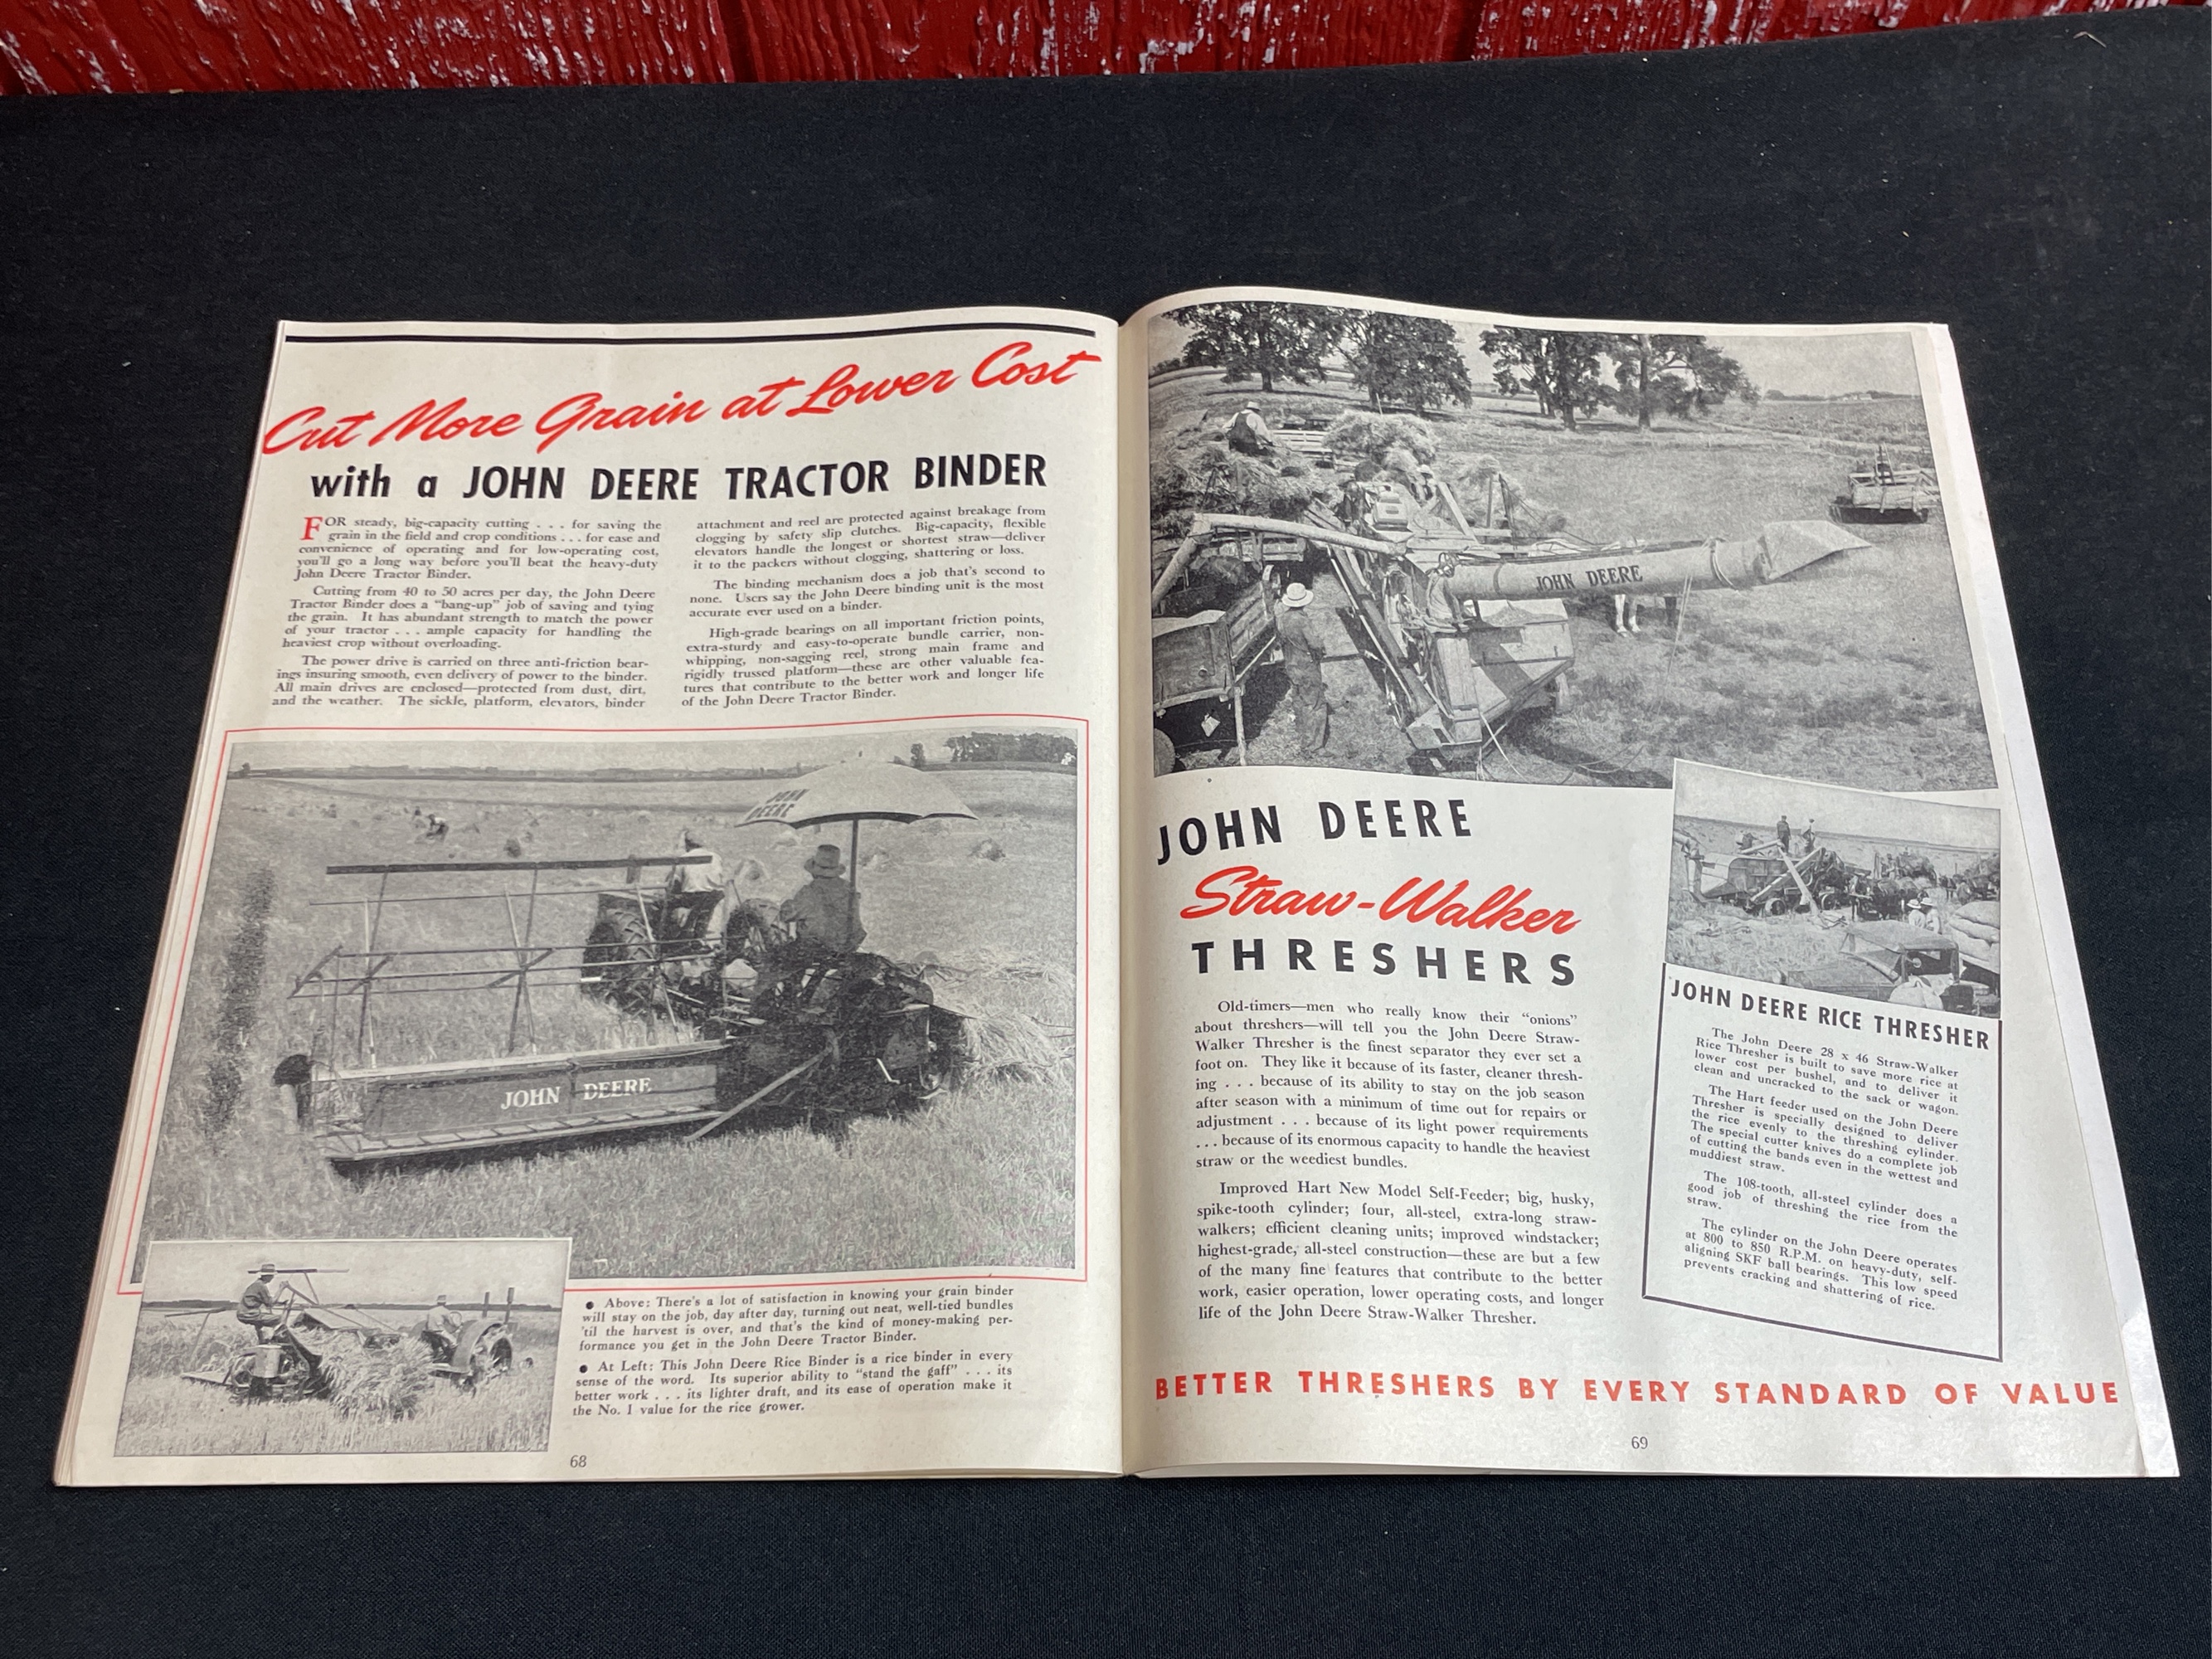 Cut More Grain at Lower Cost
with a JOHN DEERE TRACTOR BINDER
FOR steady, big-capacity cutting . . . for saving the
grain in the field and crop conditions . . . for ease and
convenience of operating and for low-operating cost,
you'll go a long way before you'll beat the heavy-duty
John Deere Tractor Binder.
Cutting from 40 to 50 acres per day, the John Deere
Tractor Binder does a "bang-up" job of saving and tying
the grain. It has abundant strength to match the power
of your tractor . . . ample capacity for handling the
heaviest crop without overloading.
The power drive is carried on three anti-friction bear-
ings insuring smooth, even delivery of power to the binder.
All main drives are enclosed—protected from dust, dirt,
and the weather. The sickle, platform, elevators, binder
attachment and reel are protected against breakage from
clogging by safety slip clutches. Big-capacity, flexible
elevators handle the longest or shortest straw—deliver
it to the packers without clogging, shattering or loss.
The binding mechanism does a job that's second to
none. Users say the John Deere binding unit is the most
accurate ever used on a binder.
High-grade bearings on all important friction points,
extra-sturdy and easy-to-operate bundle carrier, non-
whipping, non-sagging reel, strong main frame and
rigidly trussed platform—these are other valuable fea-
tures that contribute to the better work and longer life
of the John Deere Tractor Binder.
JOHN
DEERE
JOHN DEERE
● Above: There's a lot of satisfaction in knowing your grain binder
will stay on the job, day after day, turning out neat, well-tied bundles
'til the harvest is over, and that's the kind of money-making per-
formance you get in the John Deere Tractor Binder.
● At Left: This John Deere Rice Binder is a rice binder in every
sense of the word. Its superior ability to "stand the gaff" . . . its
better work . . . its lighter draft, and its ease of operation make it
the No. 1 value for the rice grower.
68
JOHN DEERE
JOHN DEERE
Straw-Walker
THRESHERS
Old-timers—men who really know their "onions"
about threshers—will tell you the John Deere Straw-
Walker Thresher is the finest separator they ever set a
foot on. They like it because of its faster, cleaner thresh-
ing . . . because of its ability to stay on the job season
after season with a minimum of time out for repairs or
adjustment . . . because of its light power requirements
. . . because of its enormous capacity to handle the heaviest
straw or the weediest bundles.
Improved Hart New Model Self-Feeder; big, husky,
spike-tooth cylinder; four, all-steel, extra-long straw-
walkers; efficient cleaning units; improved windstacker;
highest-grade, all-steel construction—these are but a few
of the many fine features that contribute to the better
work, easier operation, lower operating costs, and longer
life of the John Deere Straw-Walker Thresher.
JOHN DEERE RICE THRESHER
The John Deere 28 x 46 Straw-Walker
Rice Thresher is built to save more rice at
lower cost per bushel, and to deliver it
clean and uncracked to the sack or wagon.
The Hart feeder used on the John Deere
Thresher is specially designed to deliver
the rice evenly to the threshing cylinder.
The special cutter knives do a complete job
of cutting the bands even in the wettest and
muddiest straw.
The 108-tooth, all-steel cylinder does a
good job of threshing the rice from the
straw.
The cylinder on the John Deere operates
at 800 to 850 R.P.M. on heavy-duty, self-
aligning SKF ball bearings. This low speed
prevents cracking and shattering of rice.
BETTER THRESHERS BY EVERY STANDARD OF VALUE
69